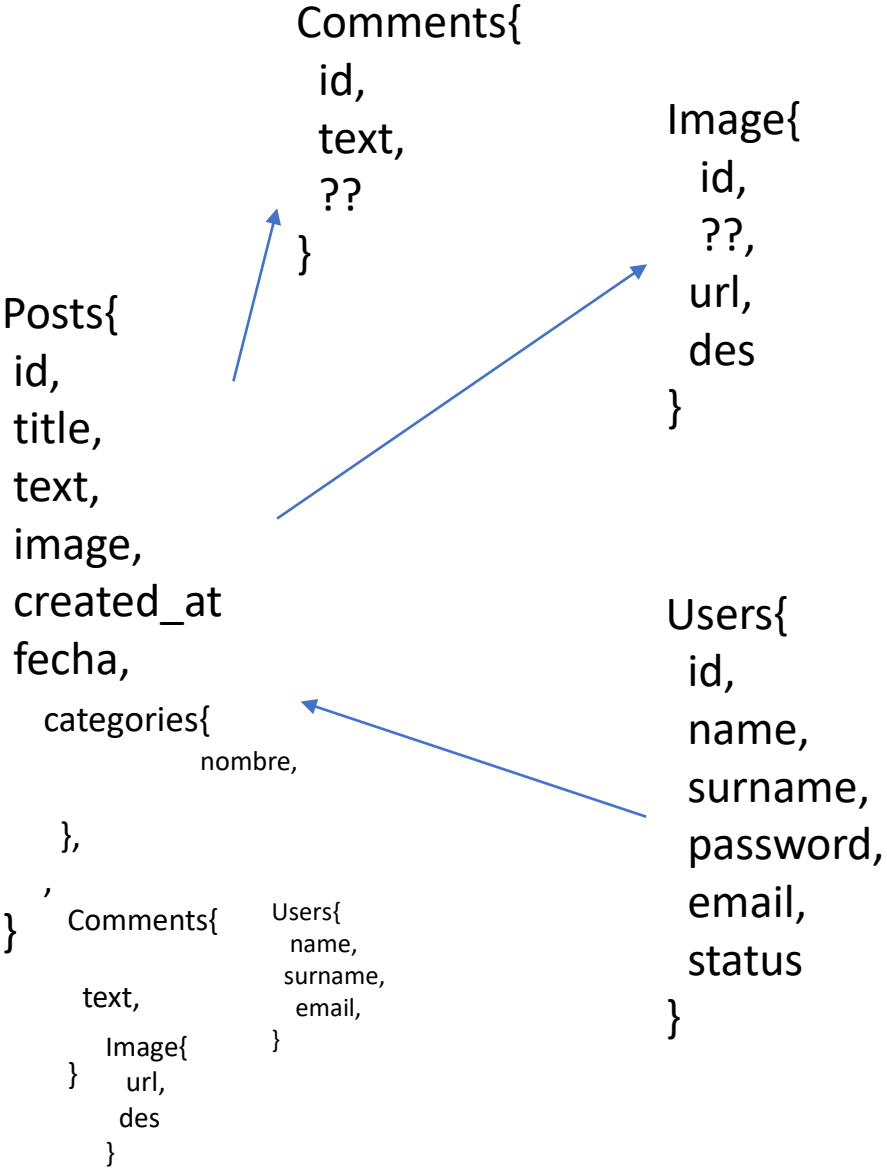 Comments{
id,
text,
??
}
Image{
id,
??,
url,
des
}
Posts{
id,
title,
text,
image,
created_at
fecha,
categories{
nombre,
},
,
}
Comments{
text,
}
Image{
url,
des
}
Users{
name,
surname,
email,
}
Users{
id,
name,
surname,
password,
email,
status
}